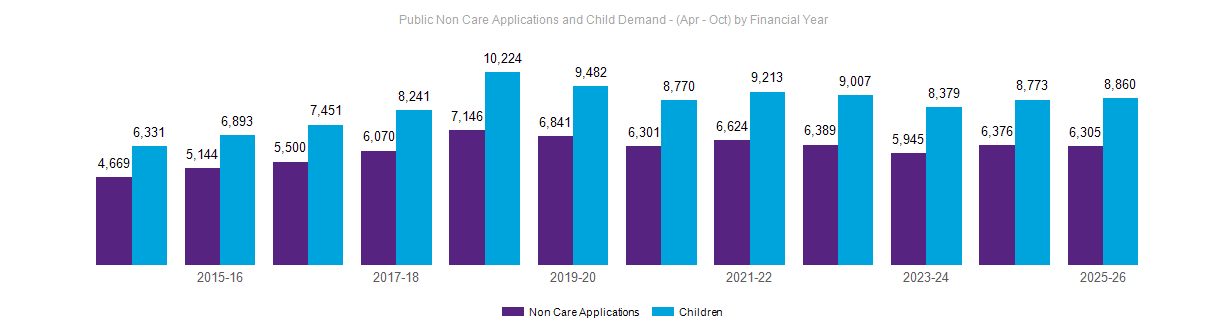 Public Non Care Applications and Child Demand - (Apr - Oct) by Financial Year
4,669 6,331 5,144 6,893 5,500 7,451 6,070 8,241 7,146 10,224 6,841 9,482 6,301 8,770 6,624 9,213 6,389 9,007 5,945 8,379 6,376 8,773 6,305 8,860
2015-16 2017-18 2019-20 2021-22 2023-24 2025-26
Non Care Applications Children